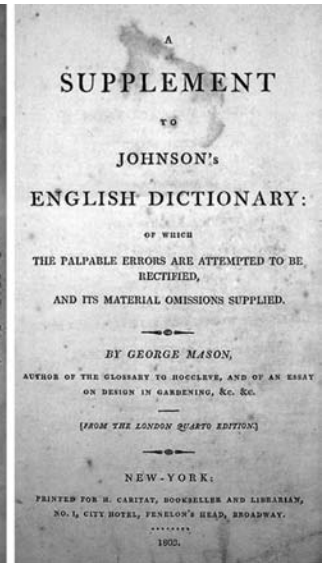 A
SUPPLEMENT
TO
JOHNSON's
ENGLISH DICTIONARY:
OF WHICH
THE PALPABLE ERRORS ARE ATTEMPTED TO BE
RECTIFIED,
AND ITS MATERIAL OMISSIONS SUPPLIED.
BY GEORGE MASON,
AUTHOR OF THE GLOSSARY TO HOCCLEVE, AND OF AN ESSAY
ON DESIGN IN GARDENING, &c. &c.
[FROM THE LONDON QUARTO EDITION.]
NEW-YORK:
PRINTED FOR H. CARITAT, BOOKSELLER AND LIBRARIAN,
NO. 1, CITY HOTEL, FENELON'S HEAD, BROADWAY.
1803.